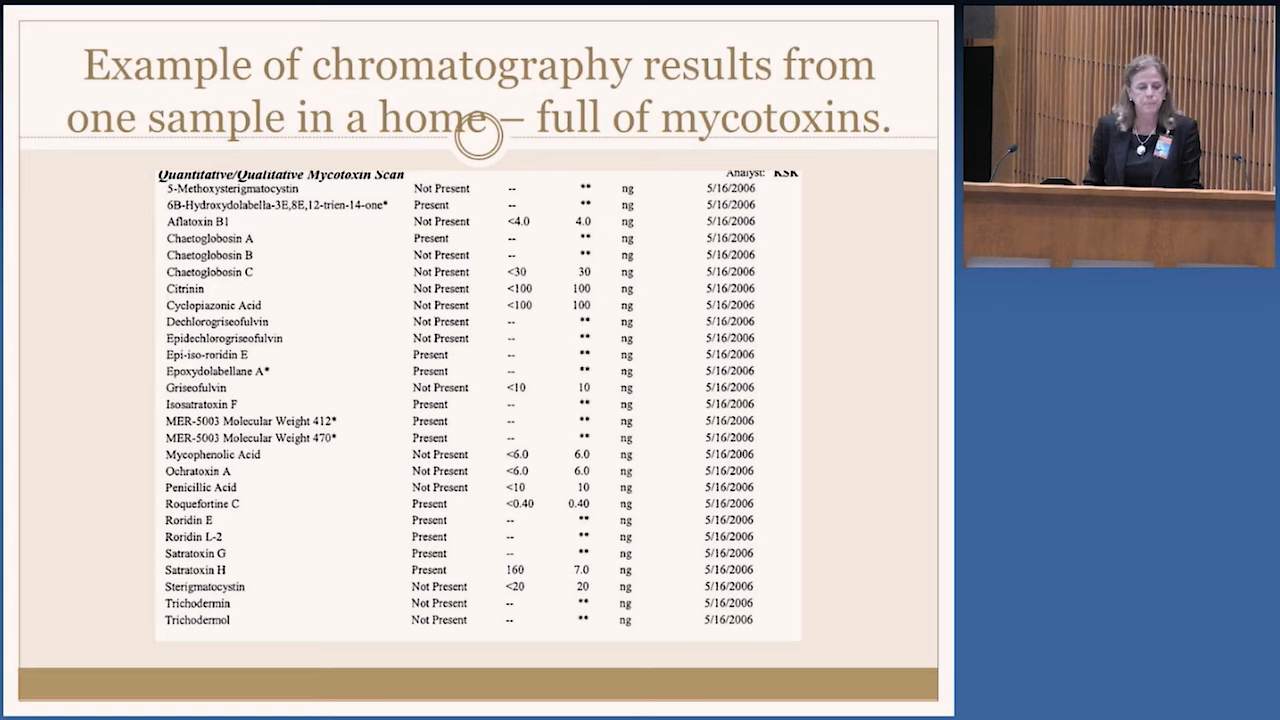 Example of chromatography results from
one sample in a home – full of mycotoxins.
Quantitative/Qualitative Mycotoxin Scan Analyst: KSK
5-Methoxysterigmatocystin Not Present -- ** ng 5/16/2006
6B-Hydroxydolabella-3E,8E,12-trien-14-one* Present -- ** ng 5/16/2006
Aflatoxin B1 Not Present <4.0 4.0 ng 5/16/2006
Chaetoglobosin A Present -- ** ng 5/16/2006
Chaetoglobosin B Not Present -- ** ng 5/16/2006
Chaetoglobosin C Not Present <30 30 ng 5/16/2006
Citrinin Not Present <100 100 ng 5/16/2006
Cyclopiazonic Acid Not Present <100 100 ng 5/16/2006
Dechlorogriseofulvin Not Present -- ** ng 5/16/2006
Epidechlorogriseofulvin Not Present -- ** ng 5/16/2006
Epi-iso-roridin E Present -- ** ng 5/16/2006
Epoxydolabellane A* Present -- ** ng 5/16/2006
Griseofulvin Not Present <10 10 ng 5/16/2006
Isosatratoxin F Present -- ** ng 5/16/2006
MER-5003 Molecular Weight 412* Present -- ** ng 5/16/2006
MER-5003 Molecular Weight 470* Present -- ** ng 5/16/2006
Mycophenolic Acid Not Present <6.0 6.0 ng 5/16/2006
Ochratoxin A Not Present <6.0 6.0 ng 5/16/2006
Penicillic Acid Not Present <10 10 ng 5/16/2006
Roquefortine C Present <0.40 0.40 ng 5/16/2006
Roridin E Present -- ** ng 5/16/2006
Roridin L-2 Present -- ** ng 5/16/2006
Satratoxin G Present -- ** ng 5/16/2006
Satratoxin H Present 160 7.0 ng 5/16/2006
Sterigmatocystin Not Present <20 20 ng 5/16/2006
Trichodermin Not Present -- ** ng 5/16/2006
Trichodermol Not Present -- ** ng 5/16/2006